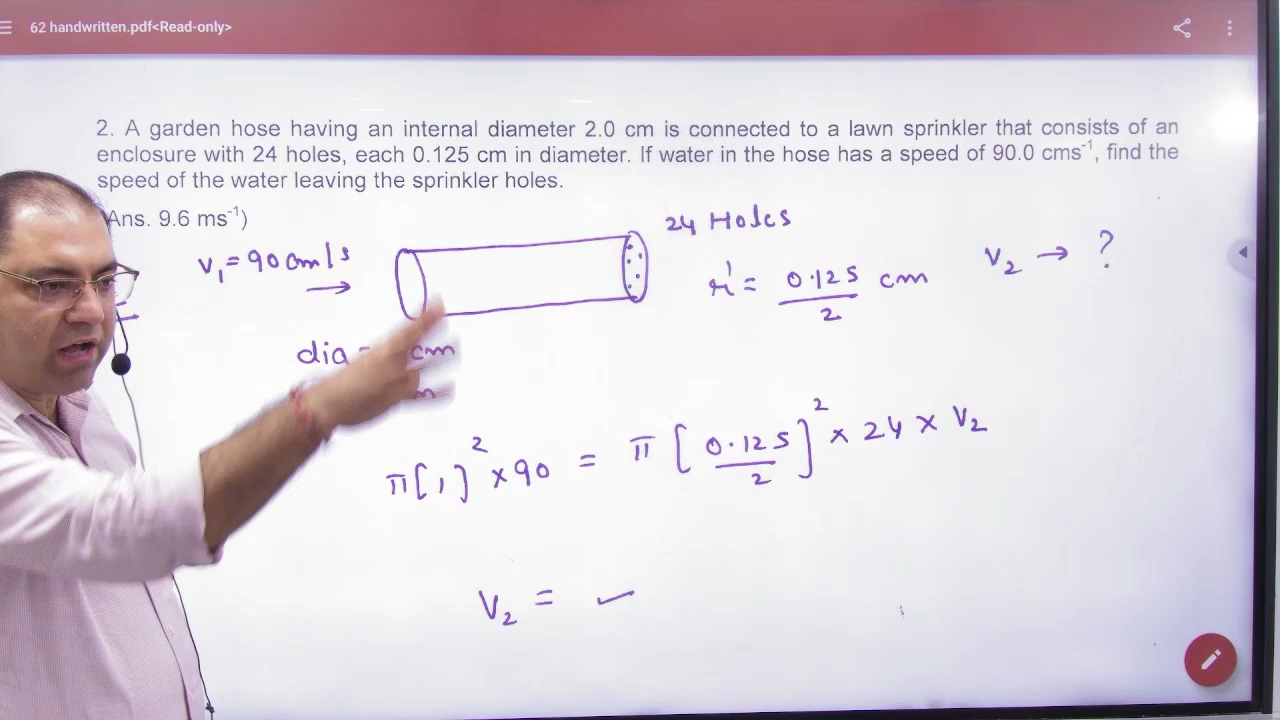 62 handwritten.pdf<Read-only>
2. A garden hose having an internal diameter 2.0 cm is connected to a lawn sprinkler that consists of an
enclosure with 24 holes, each 0.125 cm in diameter. If water in the hose has a speed of 90.0 cms⁻¹, find the
speed of the water leaving the sprinkler holes.
Ans. 9.6 ms⁻¹)
24 Holes
V₁ = 90 cm/s
r' = 0.125/2 cm
V₂ → ?
dia = cm
π[1]² × 90 = π[0.125/2]² × 24 × V₂
V₂ = ✓